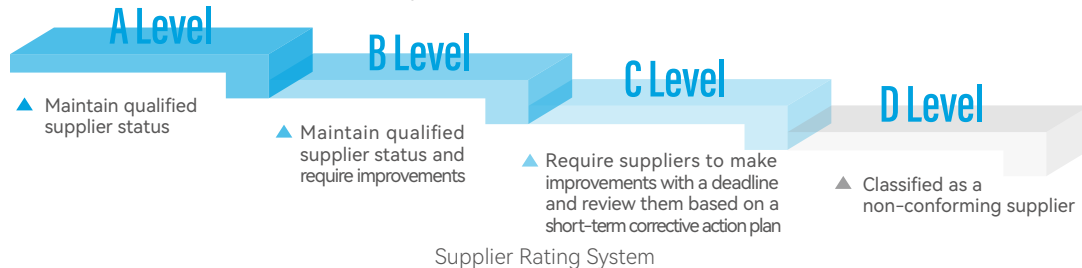 A Level
Maintain qualified
supplier status
B Level
Maintain qualified
supplier status and
require improvements
C Level
Require suppliers to make
improvements with a deadline
and review them based on a
short-term corrective action plan
D Level
Classified as a
non-conforming supplier
Supplier Rating System